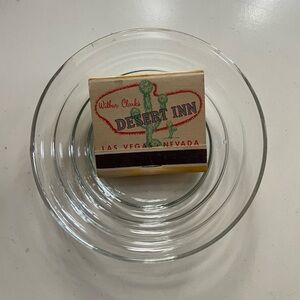 Wilbur Clark's
DESERT INN
LAS VEGAS, NEVADA